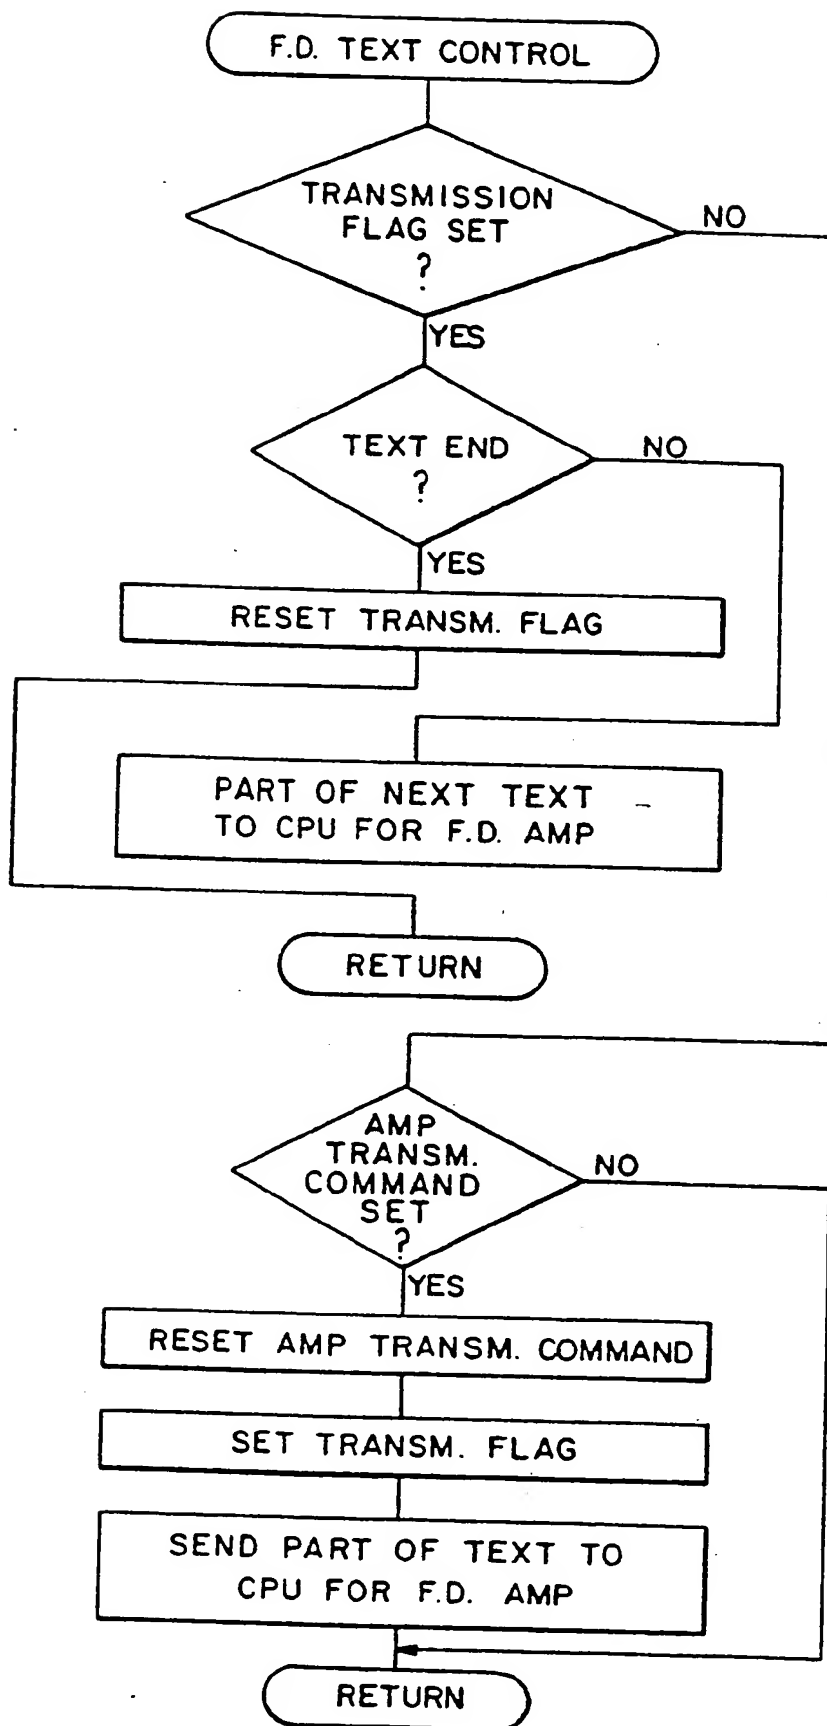 F.D. TEXT CONTROL
TRANSMISSION
FLAG SET
?
NO
YES
TEXT END
?
NO
YES
RESET TRANSM. FLAG
PART OF NEXT TEXT
TO CPU FOR F.D. AMP
RETURN
AMP
TRANSM.
COMMAND
SET
?
NO
YES
RESET AMP TRANSM. COMMAND
SET TRANSM. FLAG
SEND PART OF TEXT TO
CPU FOR F.D. AMP
RETURN